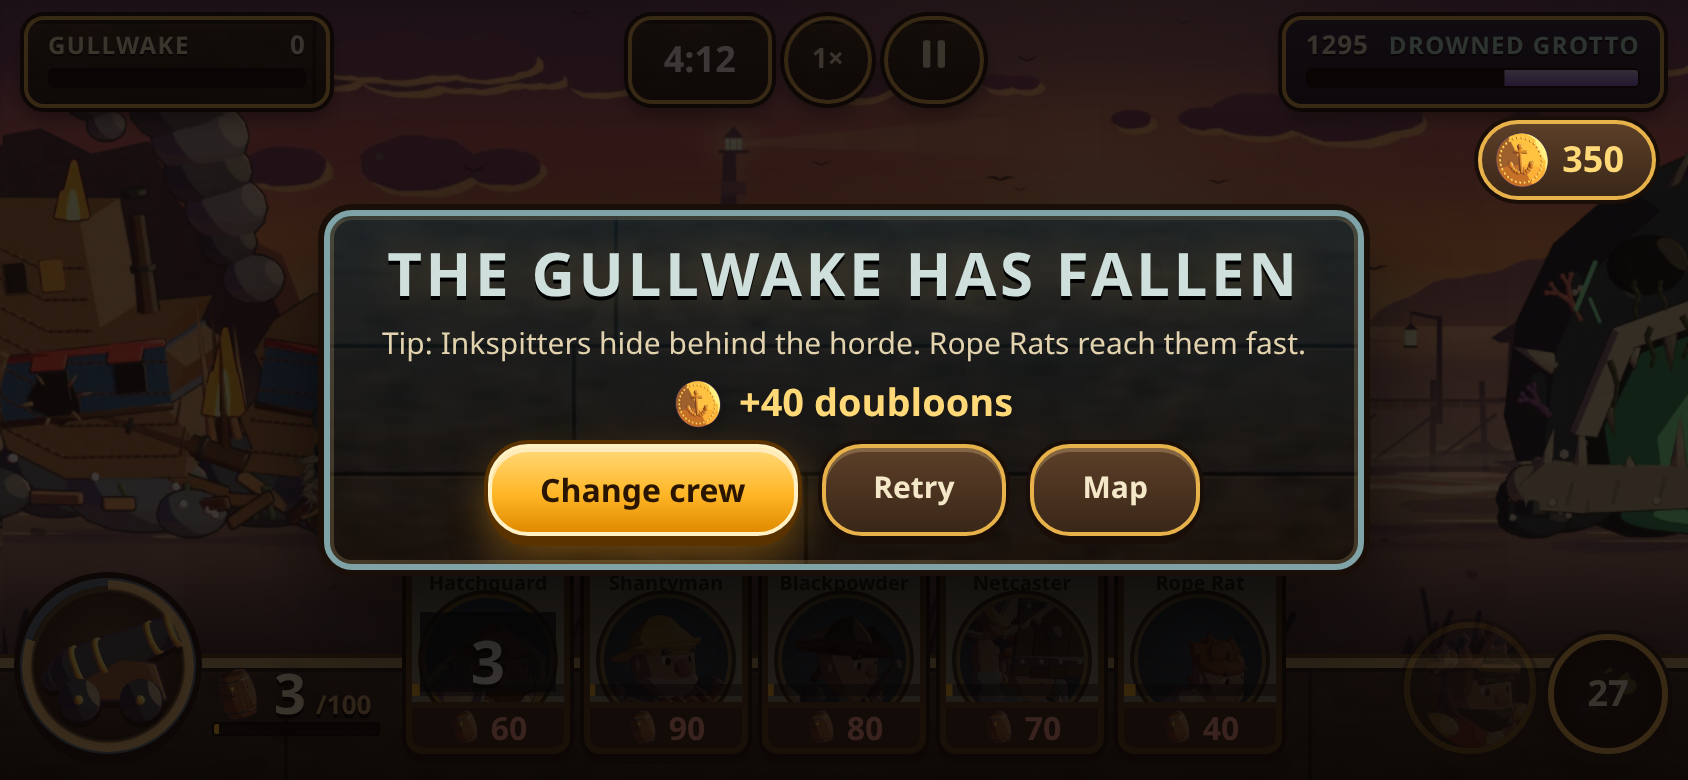 GULLWAKE 0
4:12
1×
1295 DROWNED GROTTO
350
THE GULLWAKE HAS FALLEN
Tip: Inkspitters hide behind the horde. Rope Rats reach them fast.
+40 doubloons
Change crew
Retry
Map
Hatchguard
Shantyman
Blackpowder
Netcaster
Rope Rat
3 /100
3
60
90
80
70
40
27